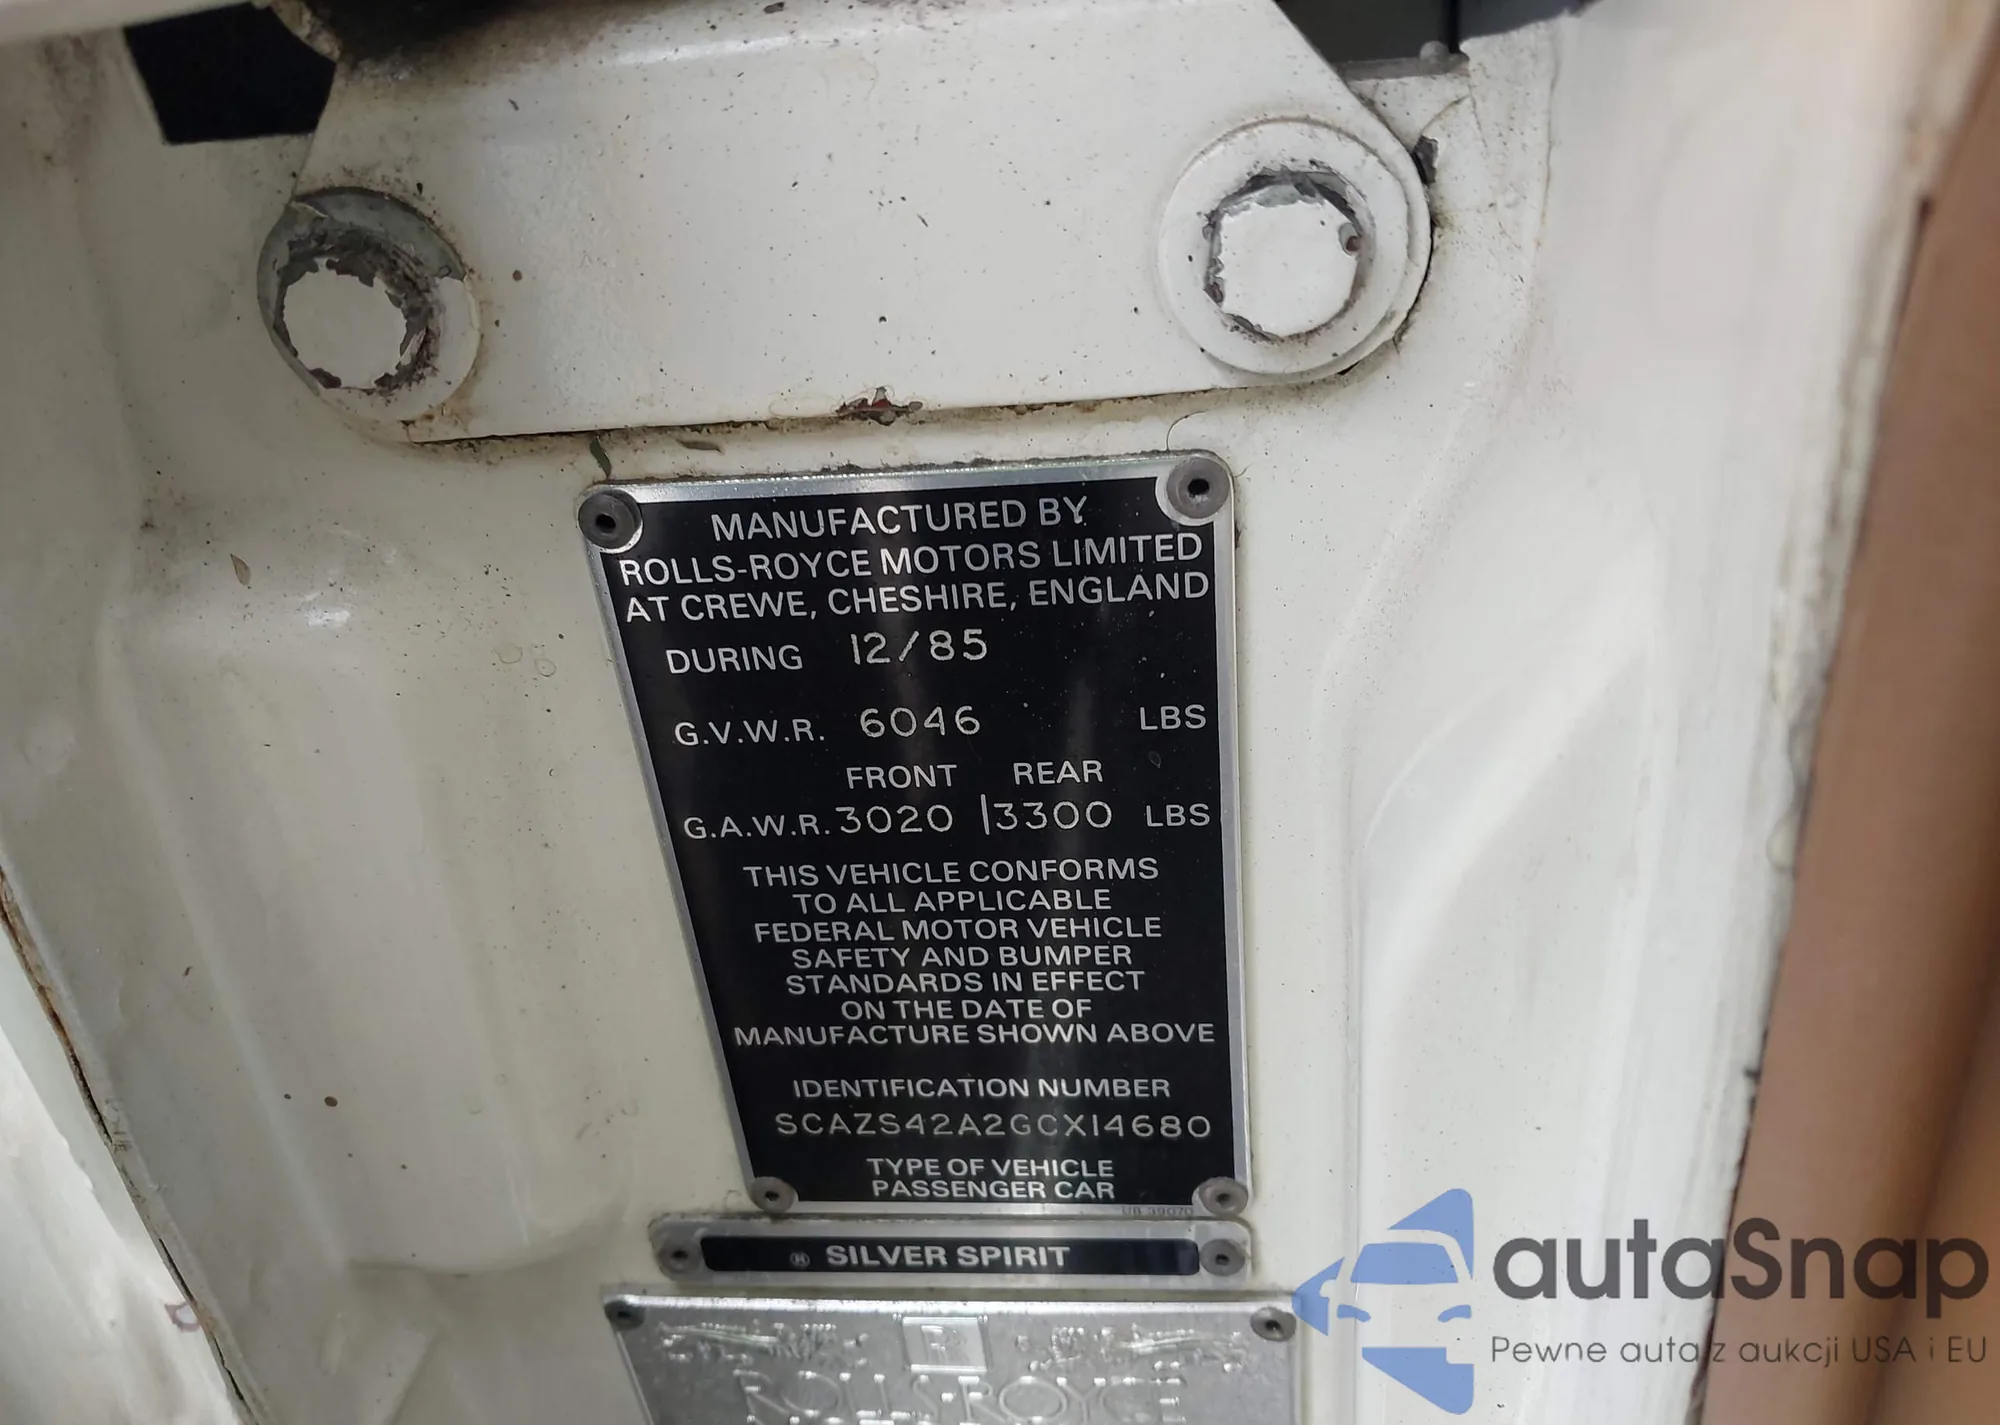 MANUFACTURED BY
ROLLS-ROYCE MOTORS LIMITED
AT CREWE, CHESHIRE, ENGLAND
DURING 12/85
G.V.W.R. 6046 LBS
FRONT REAR
G.A.W.R. 3020 | 3300 LBS
THIS VEHICLE CONFORMS
TO ALL APPLICABLE
FEDERAL MOTOR VEHICLE
SAFETY AND BUMPER
STANDARDS IN EFFECT
ON THE DATE OF
MANUFACTURE SHOWN ABOVE
IDENTIFICATION NUMBER
SCAZS42A2GCX14680
TYPE OF VEHICLE
PASSENGER CAR
® SILVER SPIRIT
ROLLS-ROYCE
autaSnap
Pewne auta z aukcji USA i EU